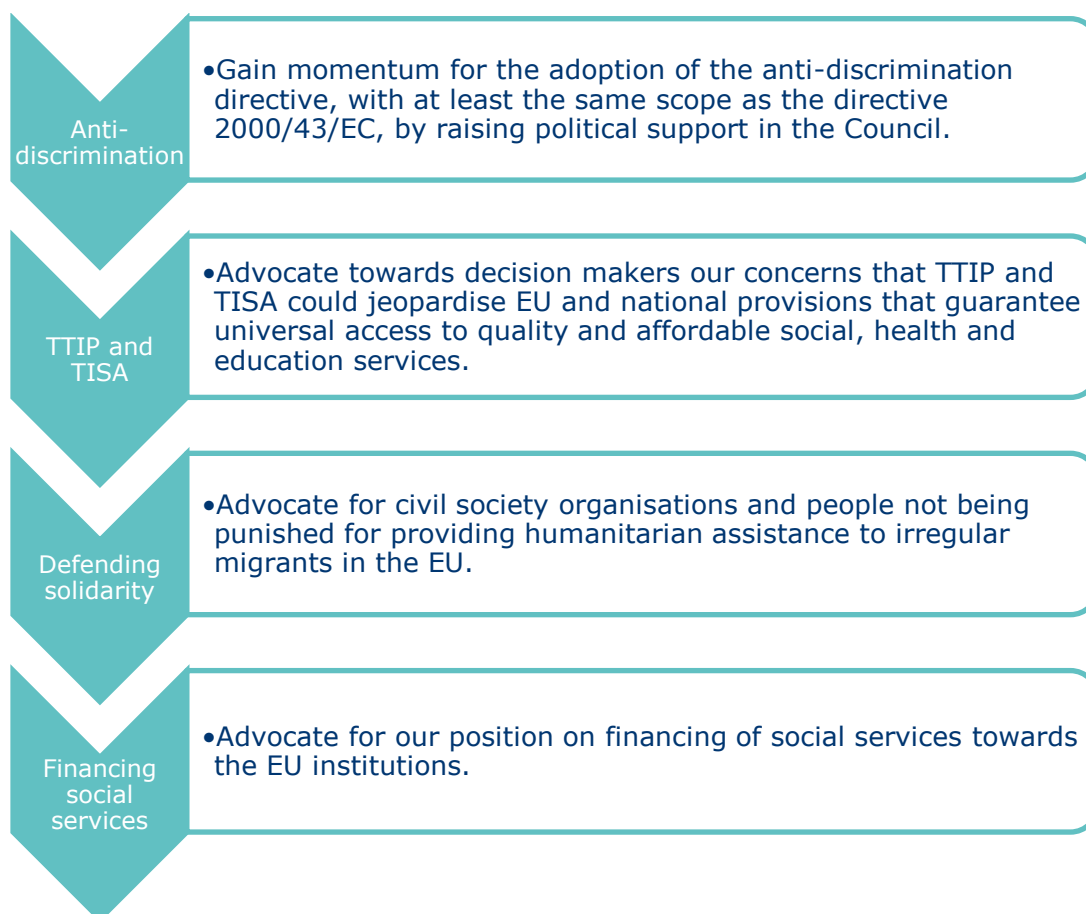 Anti-
discrimination
•Gain momentum for the adoption of the anti-discrimination
directive, with at least the same scope as the directive
2000/43/EC, by raising political support in the Council.
TTIP and
TISA
•Advocate towards decision makers our concerns that TTIP and
TISA could jeopardise EU and national provisions that guarantee
universal access to quality and affordable social, health and
education services.
Defending
solidarity
•Advocate for civil society organisations and people not being
punished for providing humanitarian assistance to irregular
migrants in the EU.
Financing
social
services
•Advocate for our position on financing of social services towards
the EU institutions.